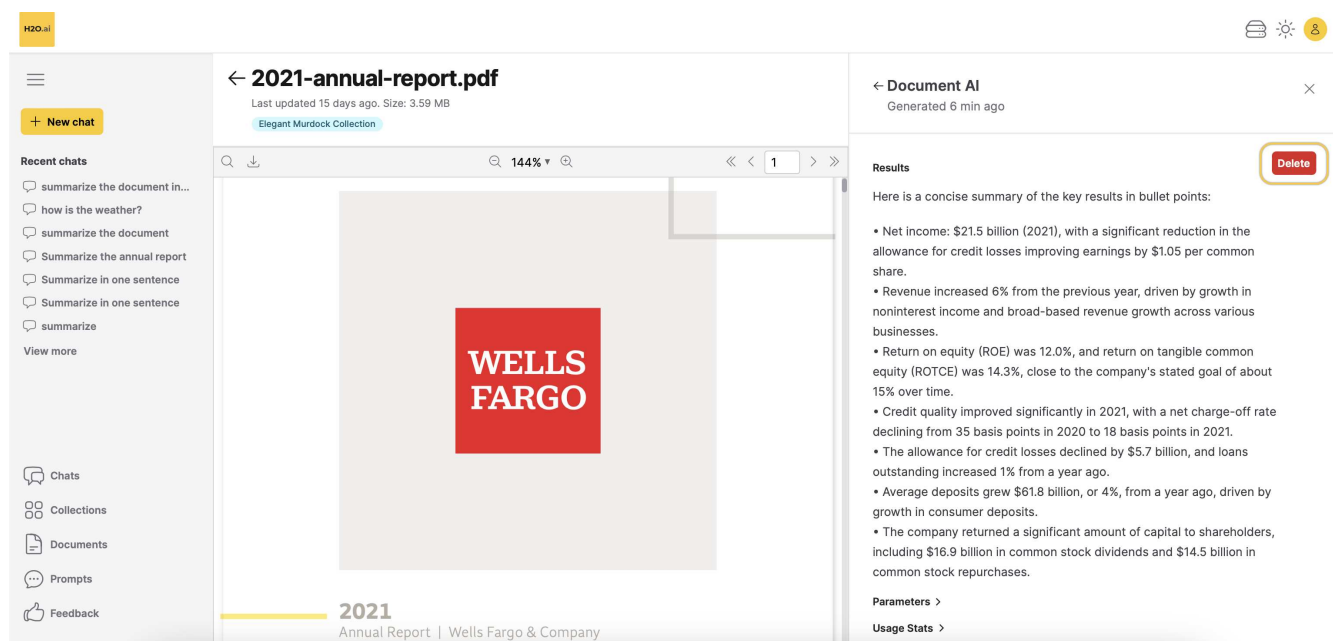 H2O.ai
New chat
Recent chats
summarize the document in...
how is the weather?
summarize the document
Summarize the annual report
Summarize in one sentence
Summarize in one sentence
summarize
View more
Chats
Collections
Documents
Prompts
Feedback
2021-annual-report.pdf
Last updated 15 days ago. Size: 3.59 MB
Elegant Murdock Collection
144%
1
WELLS
FARGO
2021
Annual Report | Wells Fargo & Company
Document AI
Generated 6 min ago
Delete
Results
Here is a concise summary of the key results in bullet points:
• Net income: $21.5 billion (2021), with a significant reduction in the
allowance for credit losses improving earnings by $1.05 per common
share.
• Revenue increased 6% from the previous year, driven by growth in
noninterest income and broad-based revenue growth across various
businesses.
• Return on equity (ROE) was 12.0%, and return on tangible common
equity (ROTCE) was 14.3%, close to the company's stated goal of about
15% over time.
• Credit quality improved significantly in 2021, with a net charge-off rate
declining from 35 basis points in 2020 to 18 basis points in 2021.
• The allowance for credit losses declined by $5.7 billion, and loans
outstanding increased 1% from a year ago.
• Average deposits grew $61.8 billion, or 4%, from a year ago, driven by
growth in consumer deposits.
• The company returned a significant amount of capital to shareholders,
including $16.9 billion in common stock dividends and $14.5 billion in
common stock repurchases.
Parameters
Usage Stats